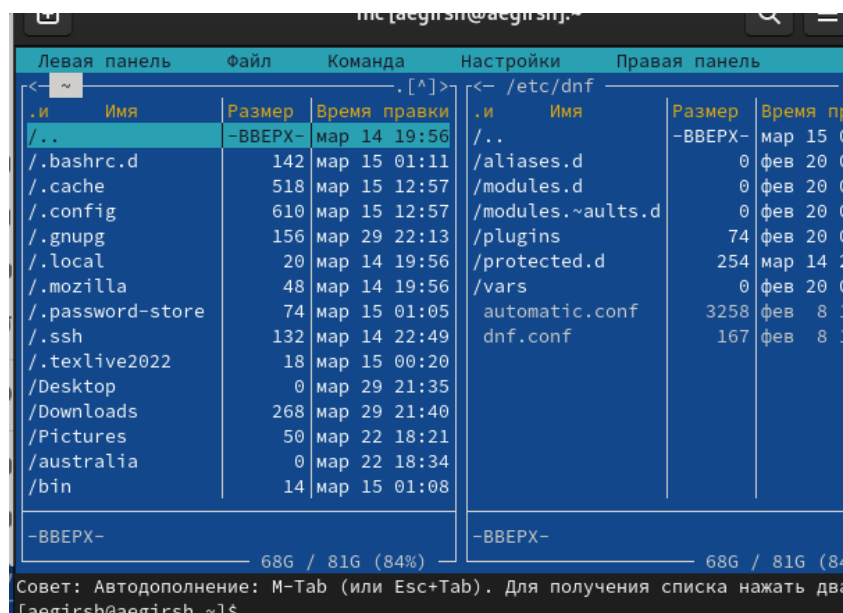 mc [aegirsh@aegirsh]:~
Левая панель Файл Команда Настройки Правая панель
<─ ~ .[^]>
<─ /etc/dnf
.и Имя Размер Время правки
/.. -ВВЕРХ- мар 14 19:56
/.bashrc.d 142 мар 15 01:11
/.cache 518 мар 15 12:57
/.config 610 мар 15 12:57
/.gnupg 156 мар 29 22:13
/.local 20 мар 14 19:56
/.mozilla 48 мар 14 19:56
/.password-store 74 мар 15 01:05
/.ssh 132 мар 14 22:49
/.texlive2022 18 мар 15 00:20
/Desktop 0 мар 29 21:35
/Downloads 268 мар 29 21:40
/Pictures 50 мар 22 18:21
/australia 0 мар 22 18:34
/bin 14 мар 15 01:08
-ВВЕРХ-
68G / 81G (84%)
.и Имя Размер Время
/.. -ВВЕРХ- мар 15
/aliases.d 0 фев 20
/modules.d 0 фев 20
/modules.~aults.d 0 фев 20
/plugins 74 фев 20
/protected.d 254 мар 14
/vars 0 фев 20
automatic.conf 3258 фев 8
dnf.conf 167 фев 8
-ВВЕРХ-
68G / 81G
Совет: Автодополнение: M-Tab (или Esc+Tab). Для получения списка нажать
[aegirsh@aegirsh ~]$